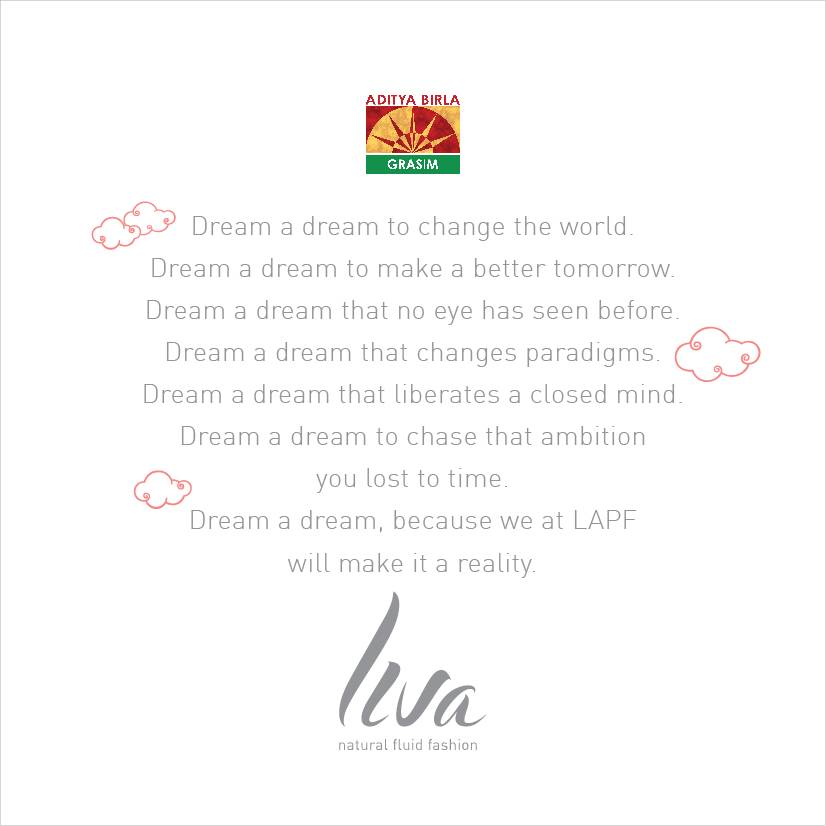 ADITYA BIRLA
GRASIM
Dream a dream to change the world.
Dream a dream to make a better tomorrow.
Dream a dream that no eye has seen before.
Dream a dream that changes paradigms.
Dream a dream that liberates a closed mind.
Dream a dream to chase that ambition
you lost to time.
Dream a dream, because we at LAPF
will make it a reality.
Liva
natural fluid fashion